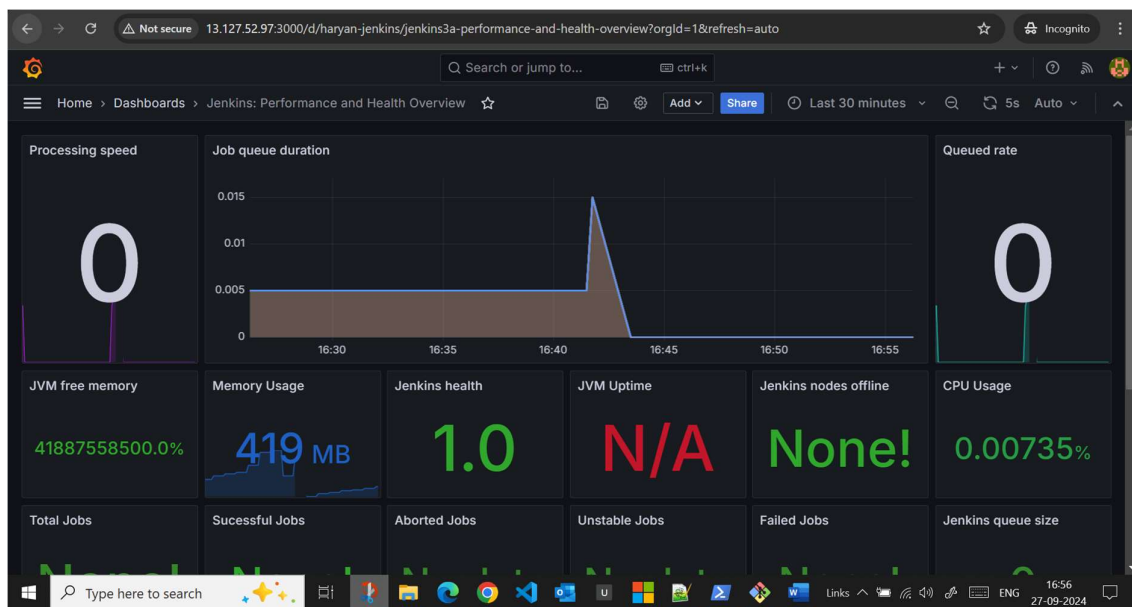 Not secure 13.127.52.97:3000/d/haryan-jenkins/jenkins3a-performance-and-health-overview?orgId=1&refresh=auto Incognito
Search or jump to... ctrl+k
Home > Dashboards > Jenkins: Performance and Health Overview Add Share Last 30 minutes 5s Auto
Processing speed
0
Job queue duration
0.015
0.01
0.005
0
16:30 16:35 16:40 16:45 16:50 16:55
Queued rate
0
JVM free memory
41887558500.0%
Memory Usage
419 MB
Jenkins health
1.0
JVM Uptime
N/A
Jenkins nodes offline
None!
CPU Usage
0.00735%
Total Jobs
Sucessful Jobs
Aborted Jobs
Unstable Jobs
Failed Jobs
Jenkins queue size
Type here to search
Links
ENG
16:56
27-09-2024